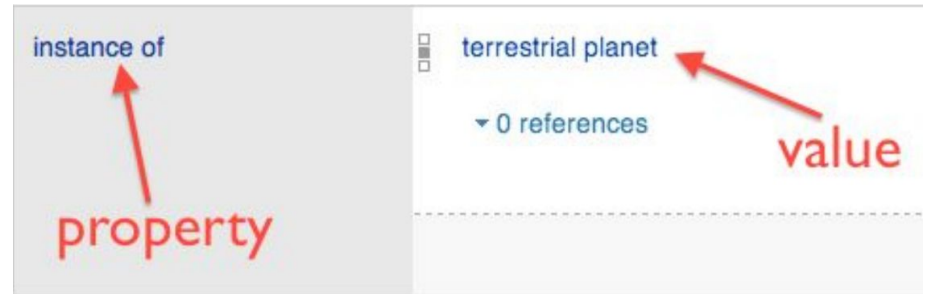 instance of
terrestrial planet
0 references
value
property